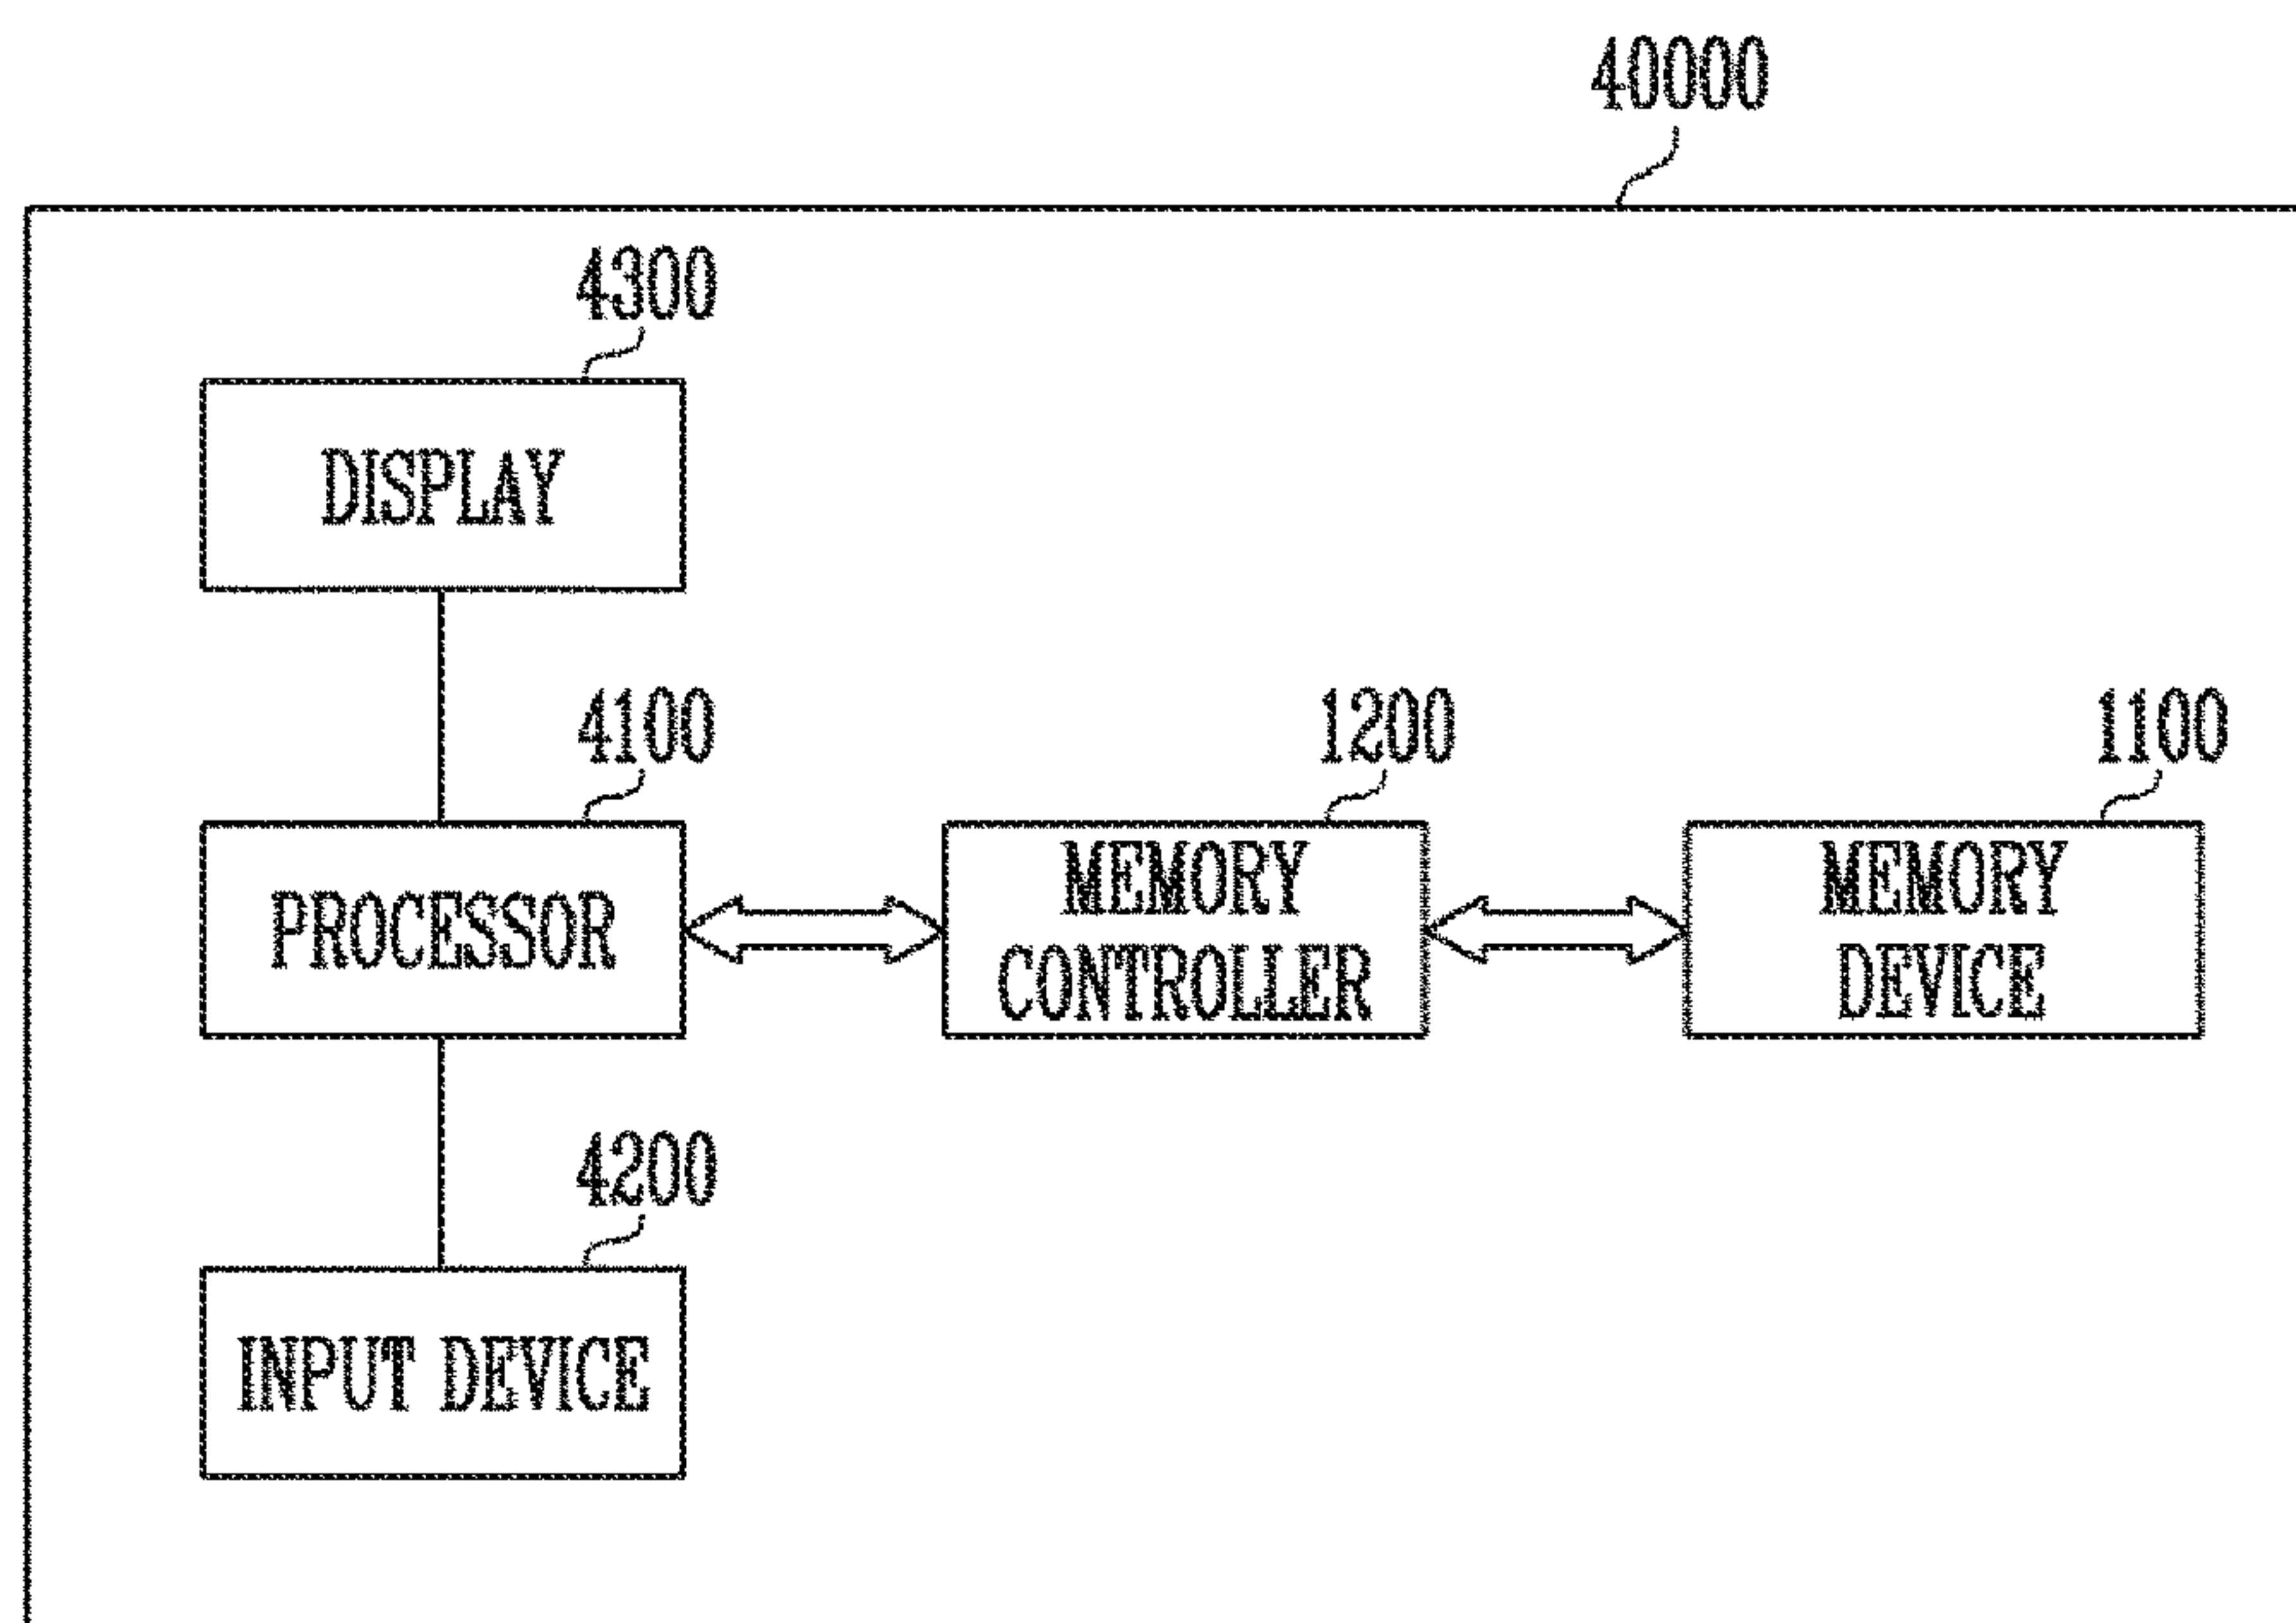 40000
4300
DISPLAY
4100
PROCESSOR
1200
MEMORY
CONTROLLER
1100
MEMORY
DEVICE
4200
INPUT DEVICE